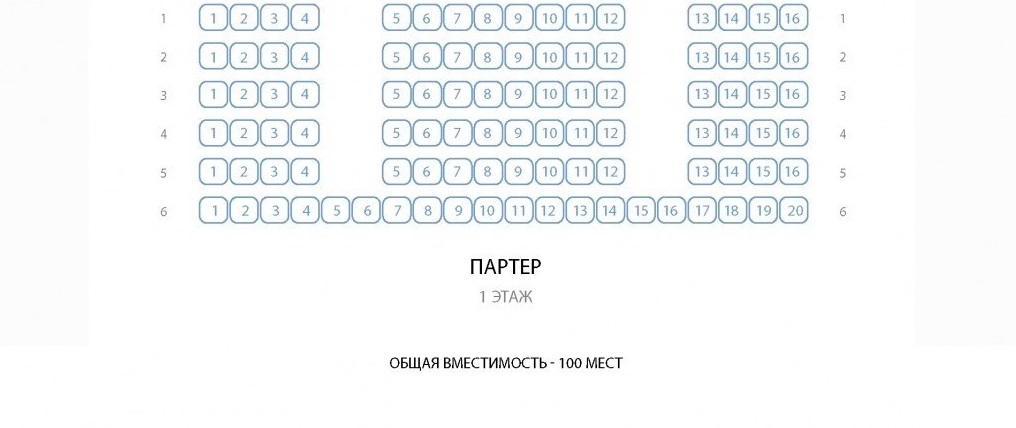 1 1 2 3 4 5 6 7 8 9 10 11 12 13 14 15 16 1
2 1 2 3 4 5 6 7 8 9 10 11 12 13 14 15 16 2
3 1 2 3 4 5 6 7 8 9 10 11 12 13 14 15 16 3
4 1 2 3 4 5 6 7 8 9 10 11 12 13 14 15 16 4
5 1 2 3 4 5 6 7 8 9 10 11 12 13 14 15 16 5
6 1 2 3 4 5 6 7 8 9 10 11 12 13 14 15 16 17 18 19 20 6
ПАРТЕР
1 ЭТАЖ
ОБЩАЯ ВМЕСТИМОСТЬ - 100 МЕСТ